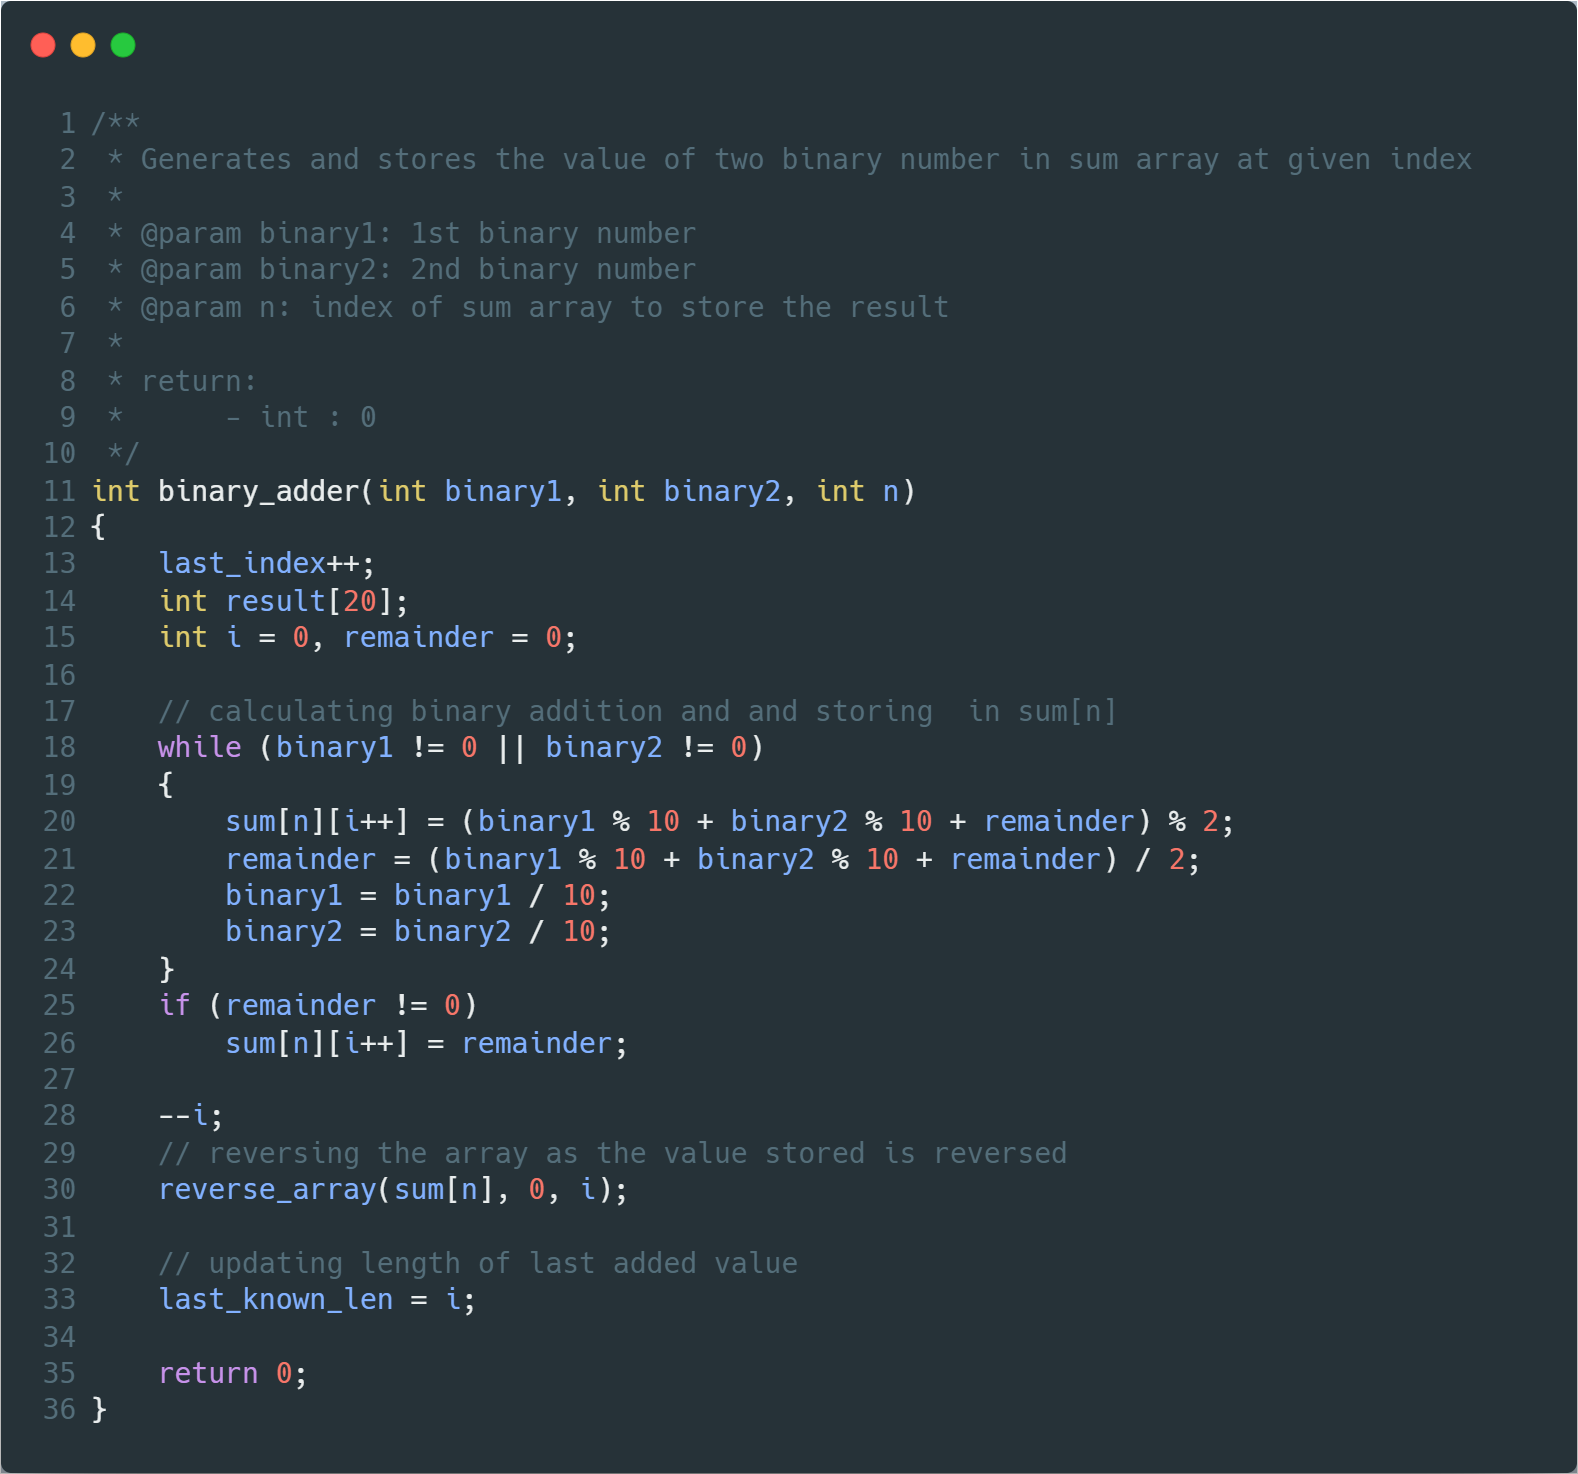 1 /**
2  * Generates and stores the value of two binary number in sum array at given index
3  *
4  * @param binary1: 1st binary number
5  * @param binary2: 2nd binary number
6  * @param n: index of sum array to store the result
7  *
8  * return:
9  *      - int : 0
10  */
11 int binary_adder(int binary1, int binary2, int n)
12 {
13     last_index++;
14     int result[20];
15     int i = 0, remainder = 0;
16
17     // calculating binary addition and and storing  in sum[n]
18     while (binary1 != 0 || binary2 != 0)
19     {
20         sum[n][i++] = (binary1 % 10 + binary2 % 10 + remainder) % 2;
21         remainder = (binary1 % 10 + binary2 % 10 + remainder) / 2;
22         binary1 = binary1 / 10;
23         binary2 = binary2 / 10;
24     }
25     if (remainder != 0)
26         sum[n][i++] = remainder;
27
28     --i;
29     // reversing the array as the value stored is reversed
30     reverse_array(sum[n], 0, i);
31
32     // updating length of last added value
33     last_known_len = i;
34
35     return 0;
36 }